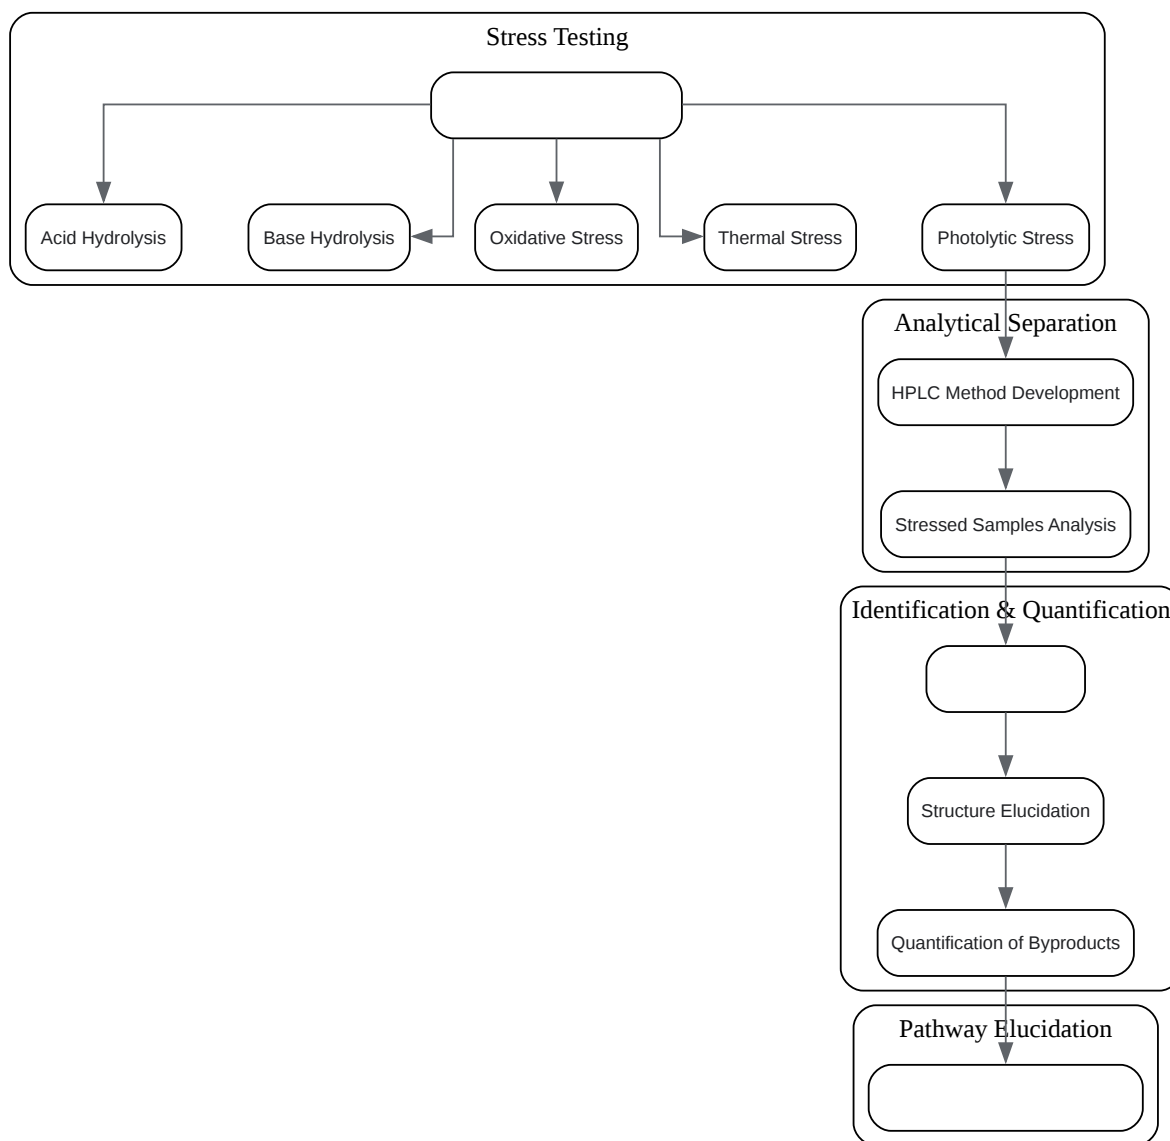 Stress Testing
Acid Hydrolysis
Base Hydrolysis
Oxidative Stress
Thermal Stress
Photolytic Stress
Analytical Separation
HPLC Method Development
Stressed Samples Analysis
Identification & Quantification
Structure Elucidation
Quantification of Byproducts
Pathway Elucidation